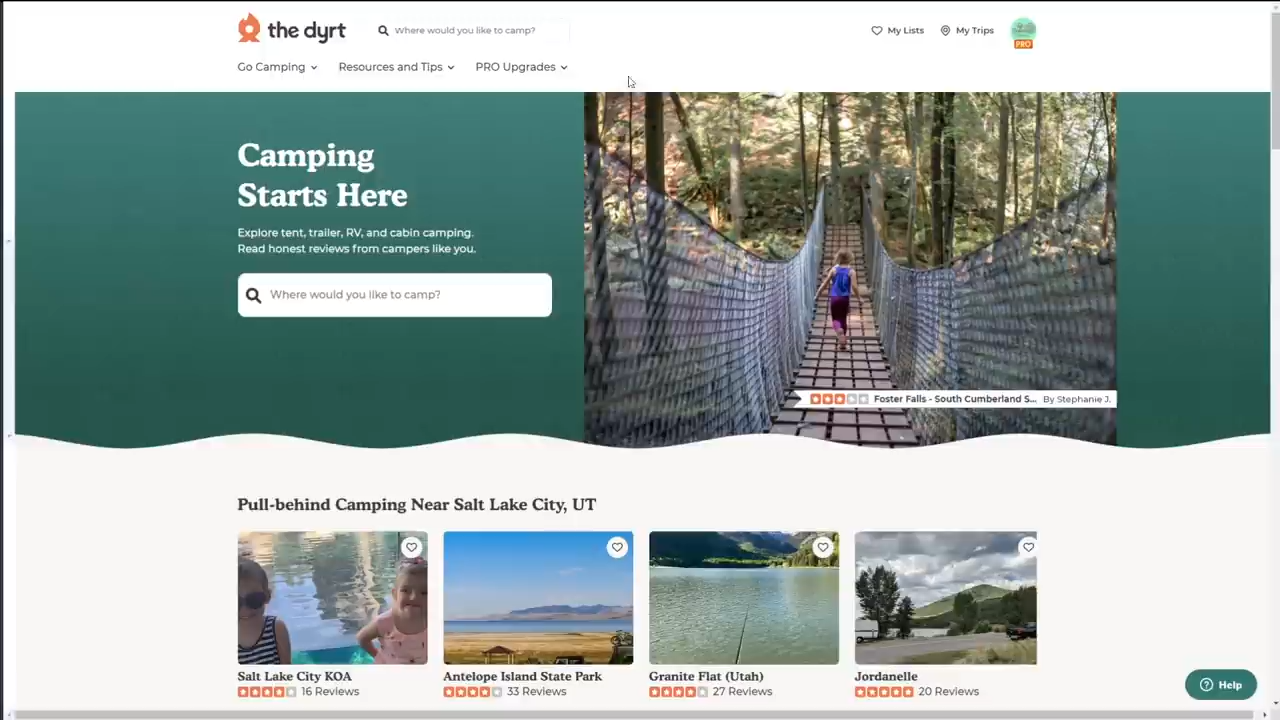 the dyrt
Where would you like to camp?
My Lists
My Trips
PRO
Go Camping
Resources and Tips
PRO Upgrades
Camping
Starts Here
Explore tent, trailer, RV, and cabin camping.
Read honest reviews from campers like you.
Where would you like to camp?
Foster Falls - South Cumberland S... By Stephanie J.
Pull-behind Camping Near Salt Lake City, UT
Salt Lake City KOA
16 Reviews
Antelope Island State Park
33 Reviews
Granite Flat (Utah)
27 Reviews
Jordanelle
20 Reviews
Help